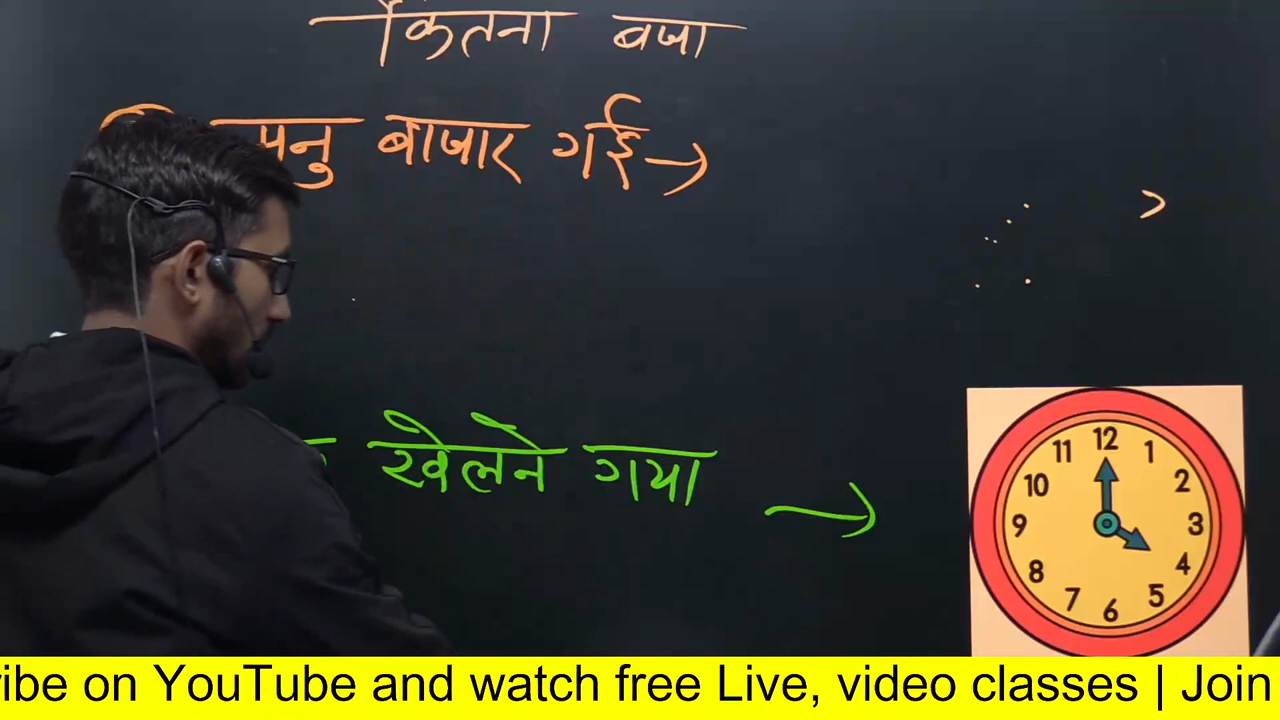 कितना बजा
बाजार गई →
खेलने गया →
12
11 1
10 2
9 3
8 4
7 5
6
ibe on YouTube and watch free Live, video classes | Join